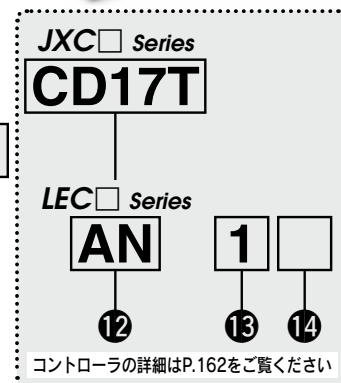 JXC□ Series
CD17T
LEC□ Series
AN 1 □
⓬ ⓭ ⓮
コントローラの詳細はP.162をご覧ください